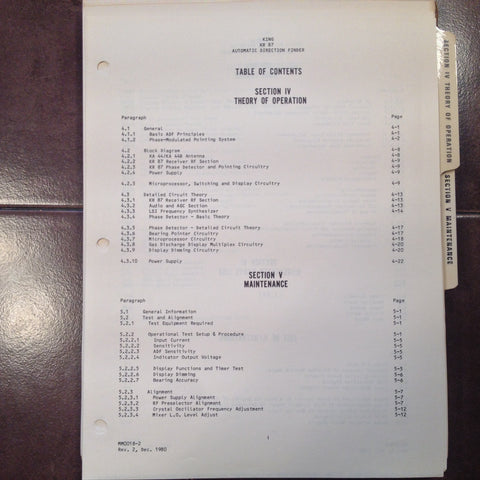 KING
KR 87
AUTOMATIC DIRECTION FINDER
TABLE OF CONTENTS
SECTION IV
THEORY OF OPERATION
Paragraph Page
4.1 General 4-1
4.1.1 Basic ADF Principles 4-1
4.1.2 Phase-Modulated Pointing System 4-2
4.2 Block Diagram 4-8
4.2.1 KA 44/KA 44B Antenna 4-8
4.2.2 KR 87 Receiver RF Section 4-9
4.2.3 KR 87 Phase Detector and Pointing Circuitry 4-9
4.2.4 Power Supply 4-9
4.2.3 Microprocessor, Switching and Display Circuitry 4-9
4.3 Detailed Circuit Theory 4-13
4.3.1 KR 87 Receiver RF Section 4-13
4.3.2 Audio and AGC Section 4-13
4.3.3 LSI Frequency Synthesizer 4-14
4.3.4 Phase Detector - Basic Theory
4.3.5 Phase Detector - Detailed Circuit Theory 4-17
4.3.6 Bearing Pointer Circuitry 4-17
4.3.7 Microprocessor Circuitry 4-18
4.3.8 Gas Discharge Display Multiplex Circuitry 4-20
4.3.9 Display Dimming Circuitry 4-20
4.3.10 Power Supply 4-22
SECTION V
MAINTENANCE
Paragraph Page
5.1 General Information 5-1
5.2 Test and Alignment 5-1
5.2.1 Test Equipment Required 5-1
5.2.2 Operational Test Setup & Procedure 5-1
5.2.2.1 Input Current 5-1
5.2.2.2 Sensitivity 5-1
5.2.2.3 ADF Sensitivity 5-1
5.2.2.4 Indicator Output Voltage 5-1
5.2.2.5 Display Functions and Timer Test 5-5
5.2.2.6 Display Dimming 5-6
5.2.2.7 Bearing Accuracy 5-6
5.2.3 Alignment 5-7
5.2.3.1 Power Supply Alignment 5-7
5.2.3.2 RF Preselector Alignment 5-7
5.2.3.3 Crystal Oscillator Frequency Adjustment 5-12
5.2.3.4 Mixer L.O. Level Adjust 5-12
i
MM0018-2
Rev. 2, Dec. 1980
SECTION IV THEORY OF OPERATION
SECTION V MAINTENANCE